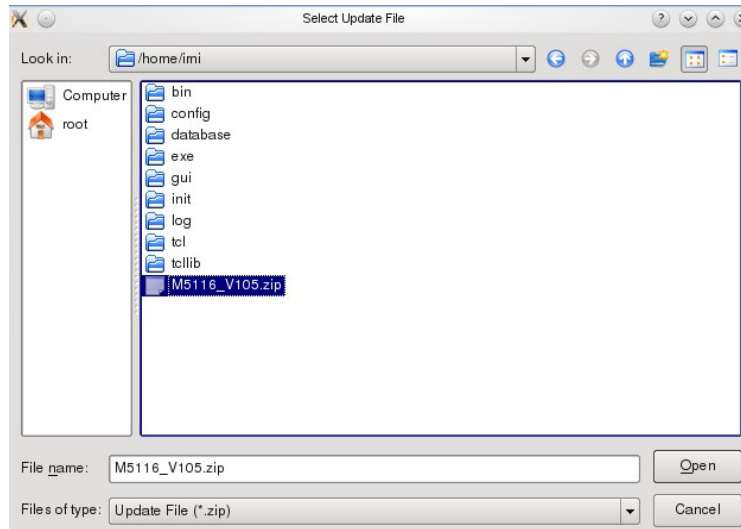 Select Update File
Look in: /home/imi
Computer
root
bin
config
database
exe
gui
init
log
tcl
tcllib
M5116_V105.zip
File name: M5116_V105.zip Open
Files of type: Update File (*.zip) Cancel